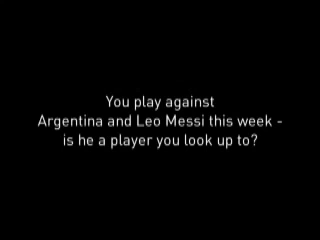 You play against
Argentina and Leo Messi this week -
is he a player you look up to?